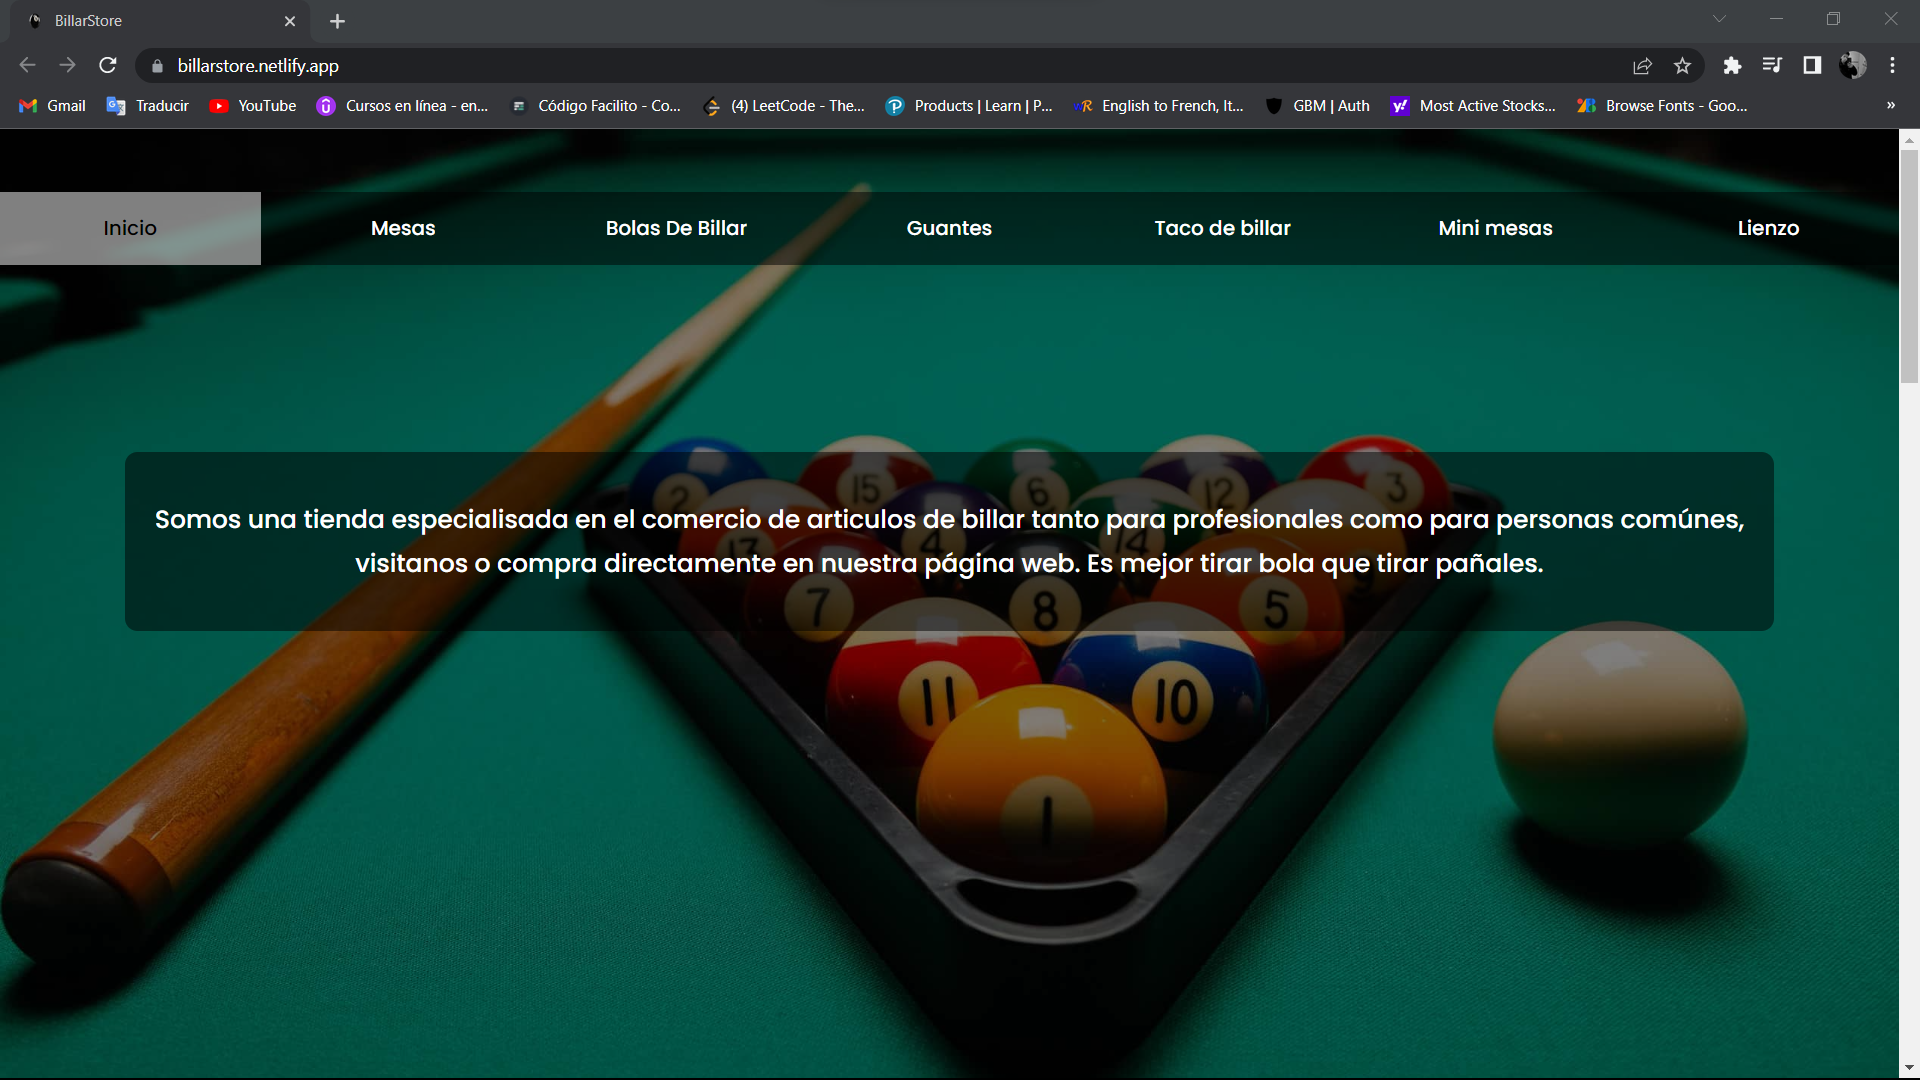 BillarStore
billarstore.netlify.app
Gmail Traducir YouTube Cursos en línea - en... Código Facilito - Co... (4) LeetCode - The... Products | Learn | P... English to French, It... GBM | Auth Most Active Stocks... Browse Fonts - Goo... »
Inicio Mesas Bolas De Billar Guantes Taco de billar Mini mesas Lienzo
Somos una tienda especialisada en el comercio de articulos de billar tanto para profesionales como para personas comúnes,
visitanos o compra directamente en nuestra página web. Es mejor tirar bola que tirar pañales.
2 15 6 12 3
13 4 14 9
7 8 5
11 10
1